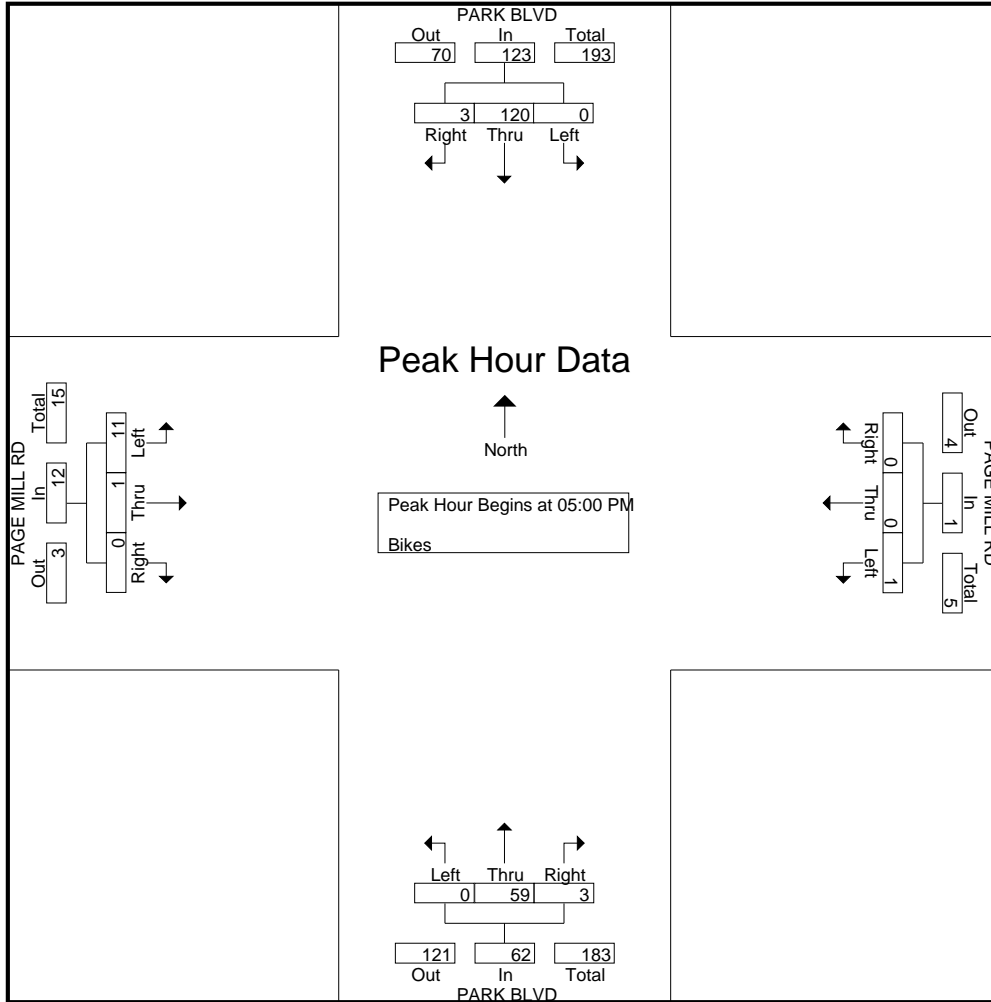 PARK BLVD
Out In Total
70 123 193
3 120 0
Right Thru Left
Peak Hour Data
North
Peak Hour Begins at 05:00 PM
Bikes
PAGE MILL RD
Total In Out
15 12 3
11 1 0
Left Thru Right
PAGE MILL RD
Out In Total
4 1 5
0 0 1
Right Thru Left
Left Thru Right
0 59 3
121 62 183
Out In Total
PARK BLVD